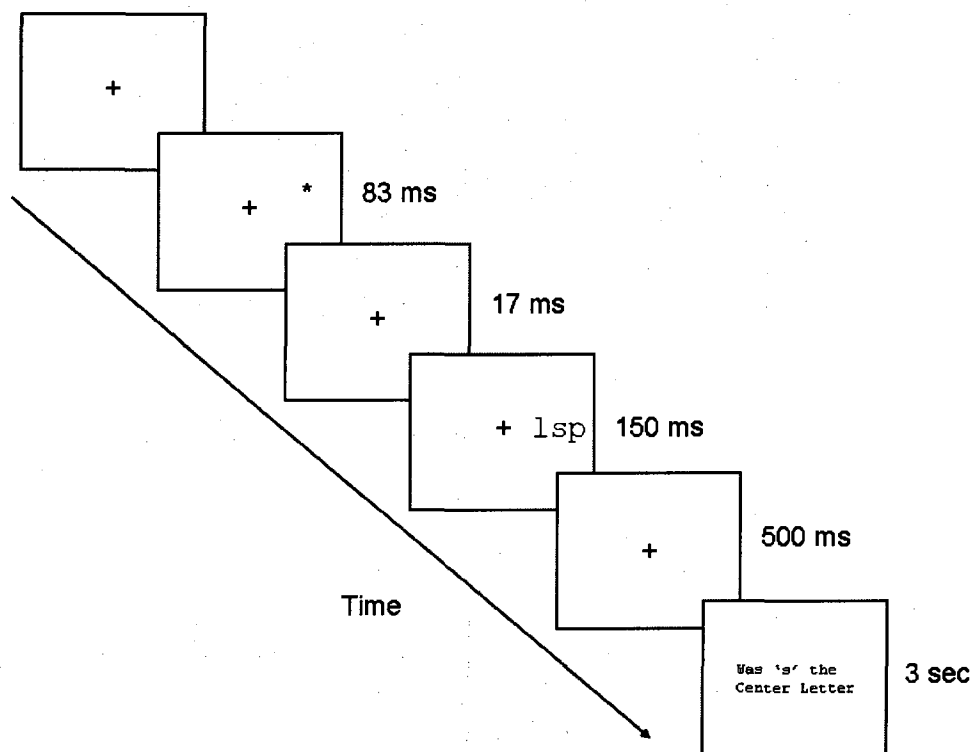 +
+ *
83 ms
+
17 ms
+ lsp
150 ms
+
500 ms
Time
Was 's' the
Center Letter
3 sec